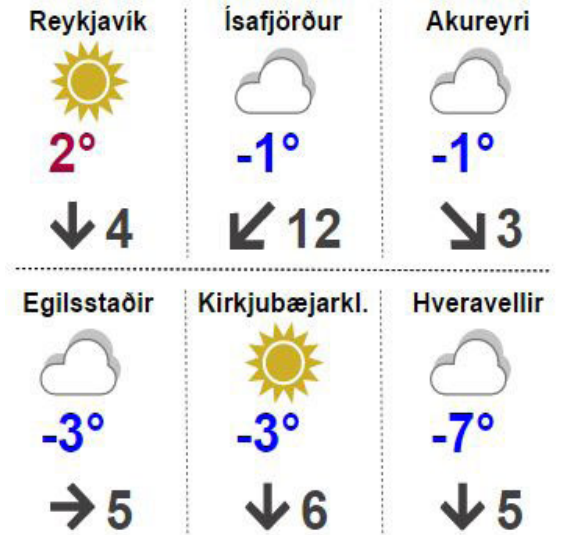 Reykjavík
Ísafjörður
Akureyri
2°
-1°
-1°
4
12
3
Egilsstaðir
Kirkjubæjarkl.
Hveravellir
-3°
-3°
-7°
5
6
5